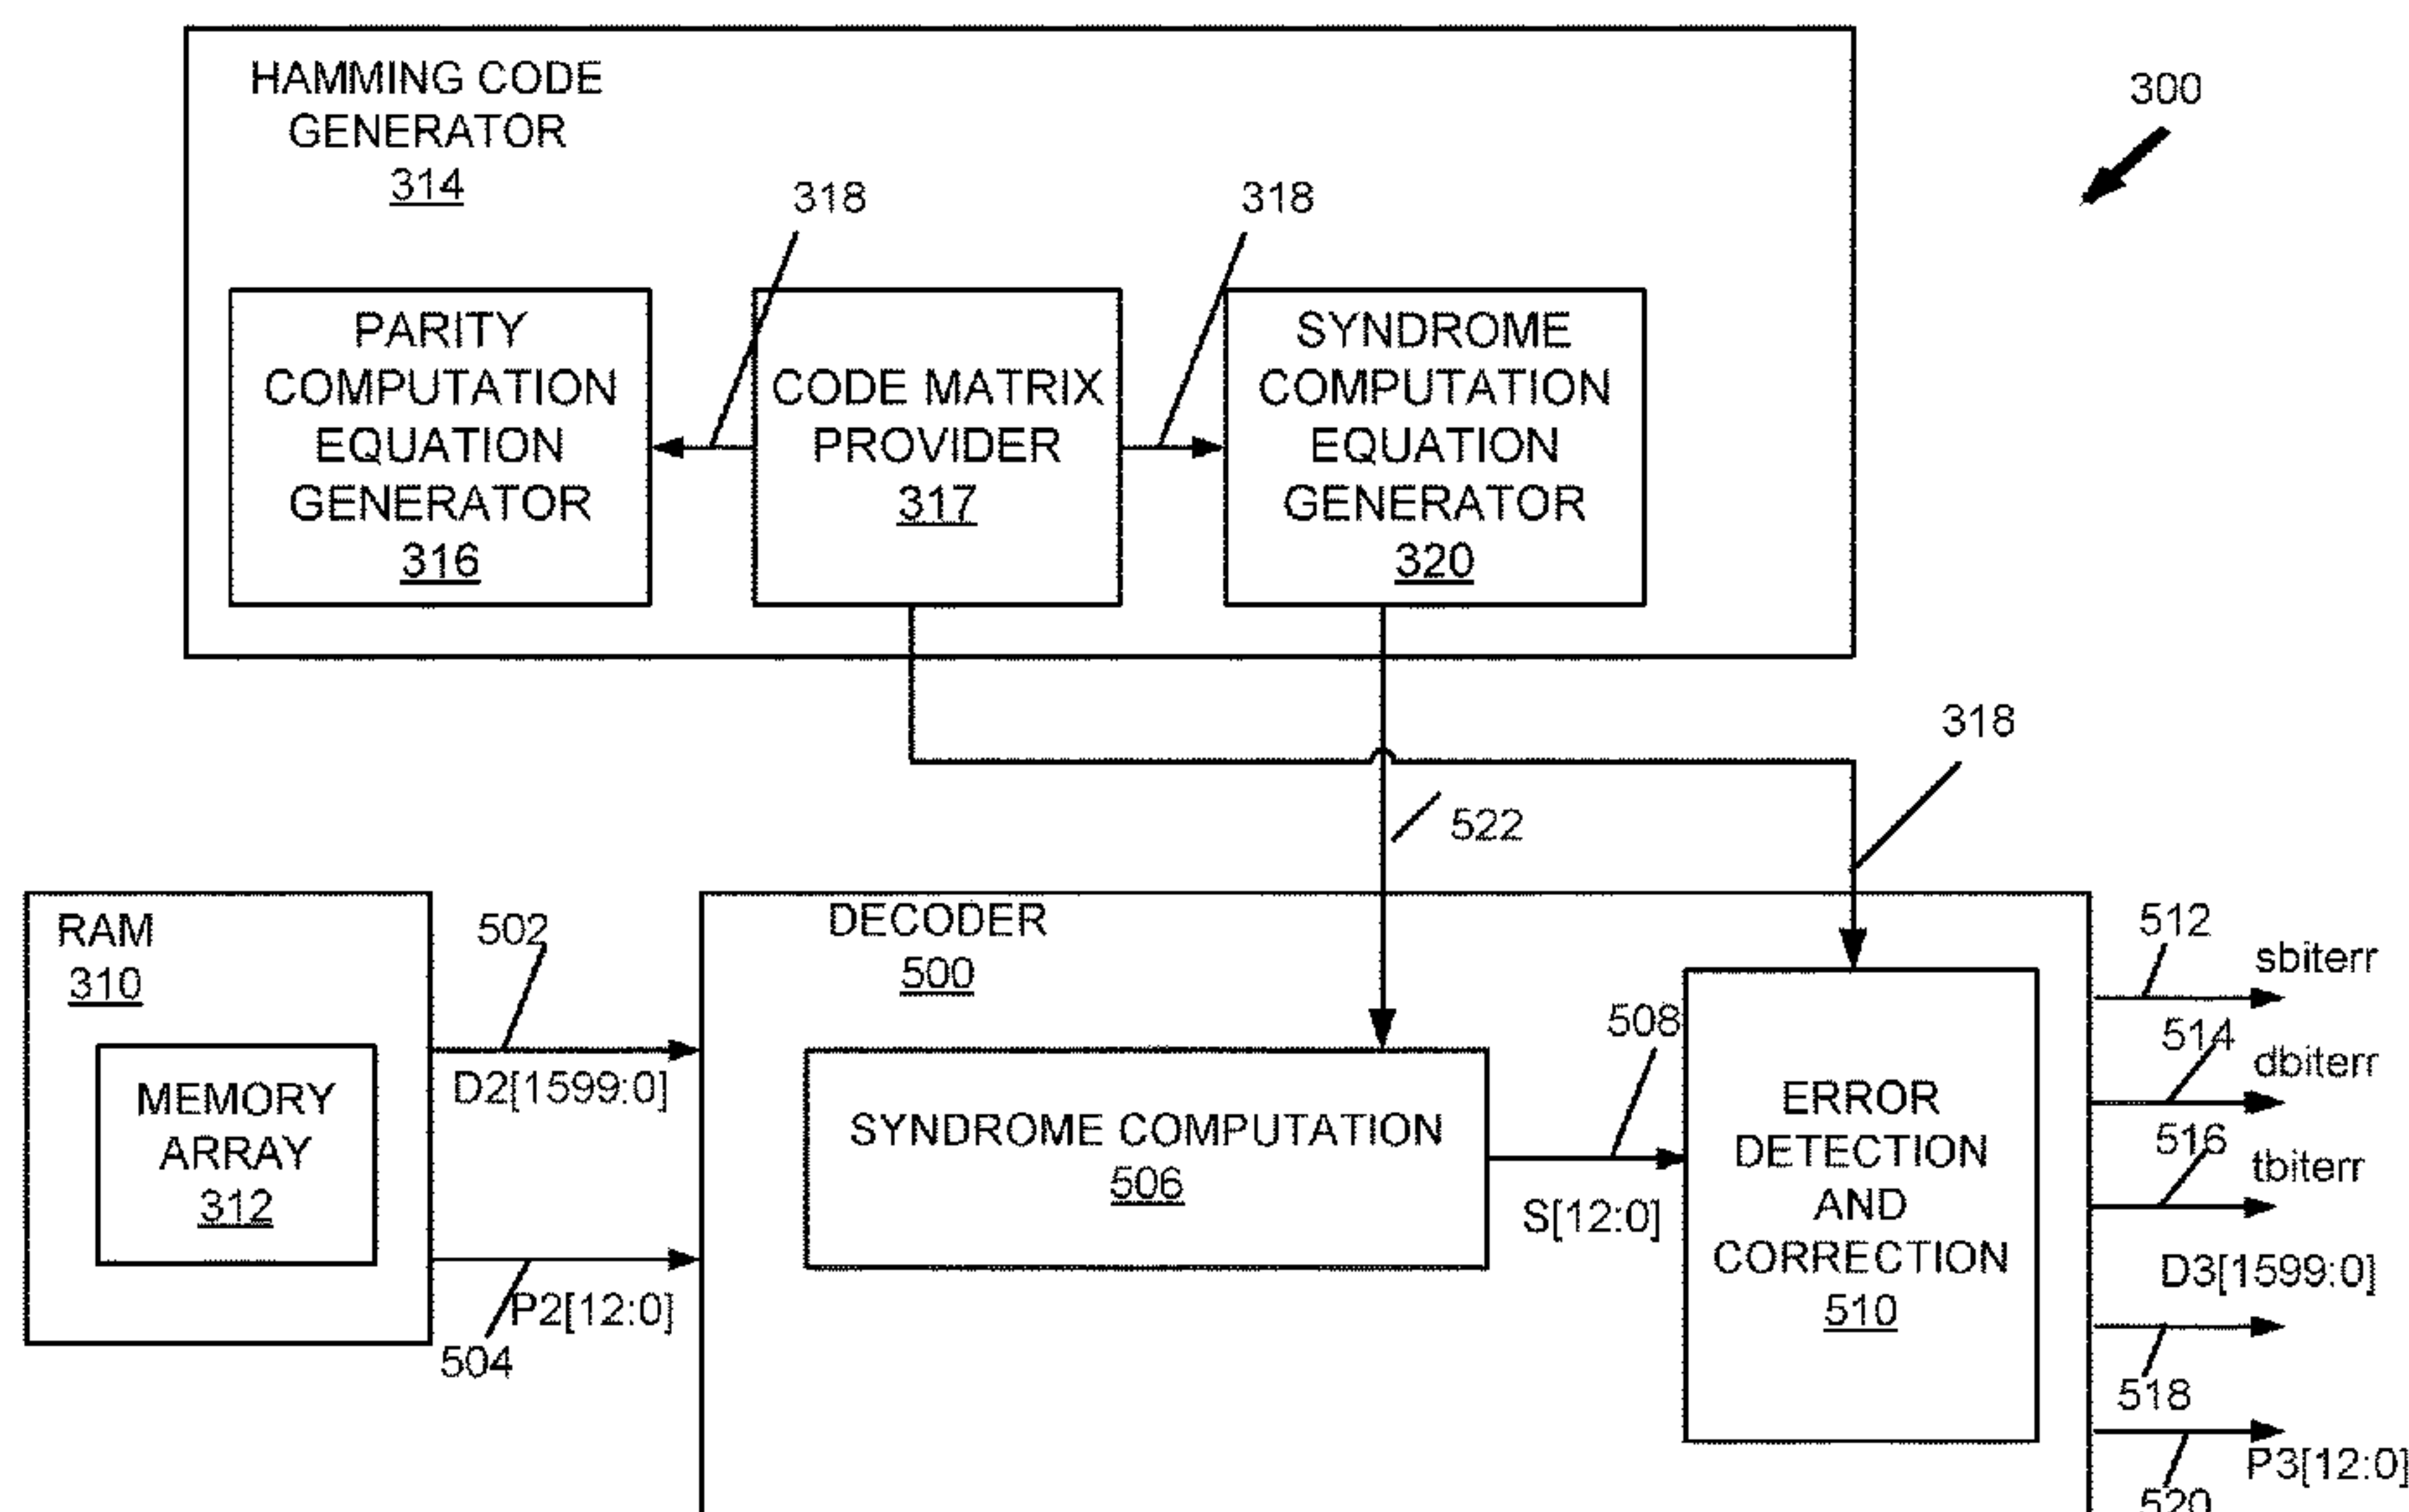 HAMMING CODE
GENERATOR
314
300
318
318
PARITY
COMPUTATION
EQUATION
GENERATOR
316
CODE MATRIX
PROVIDER
317
SYNDROME
COMPUTATION
EQUATION
GENERATOR
320
318
522
RAM
310
MEMORY
ARRAY
312
502
D2[1599:0]
P2[12:0]
504
DECODER
500
SYNDROME COMPUTATION
506
508
S[12:0]
ERROR
DETECTION
AND
CORRECTION
510
512
sbiterr
514
dbiterr
516
tbiterr
D3[1599:0]
518
P3[12:0]
520